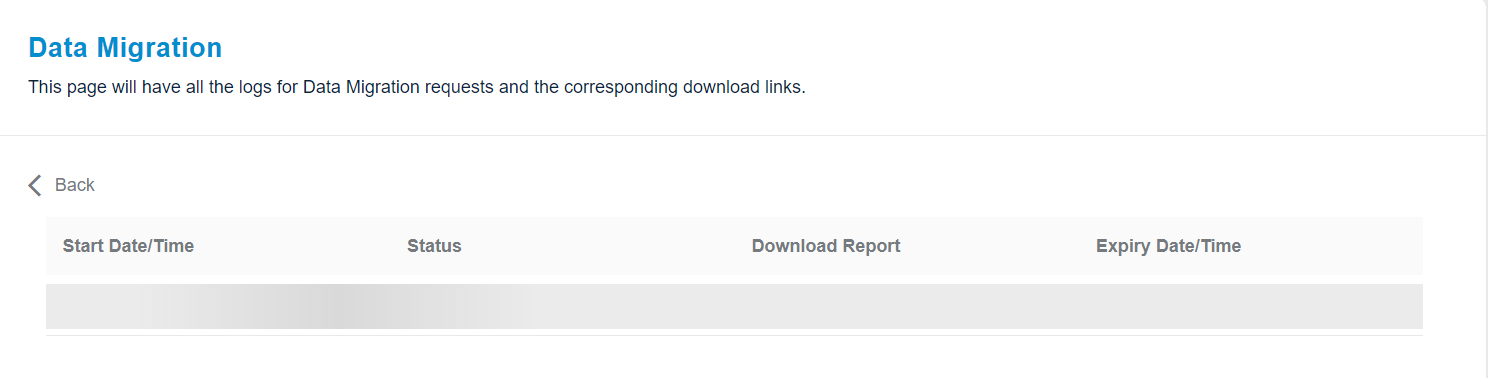 Data Migration
This page will have all the logs for Data Migration requests and the corresponding download links.
Back
Start Date/Time Status Download Report Expiry Date/Time